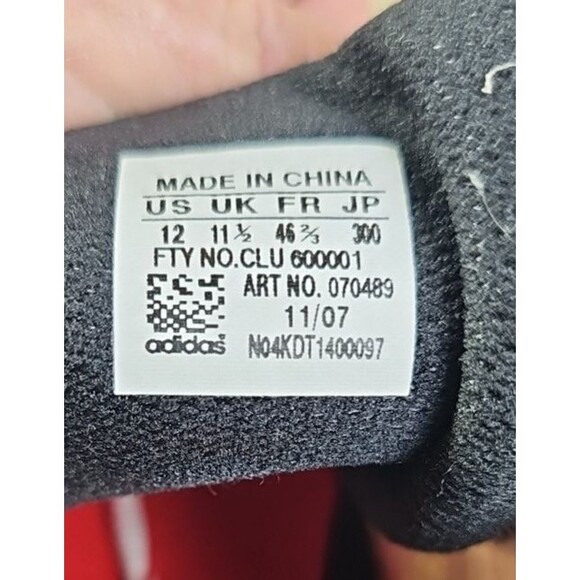 MADE IN CHINA
US UK FR JP
12 11½ 46⅔ 300
FTY NO.CLU 600001
ART NO. 070489
11/07
adidas N04KDT1400097